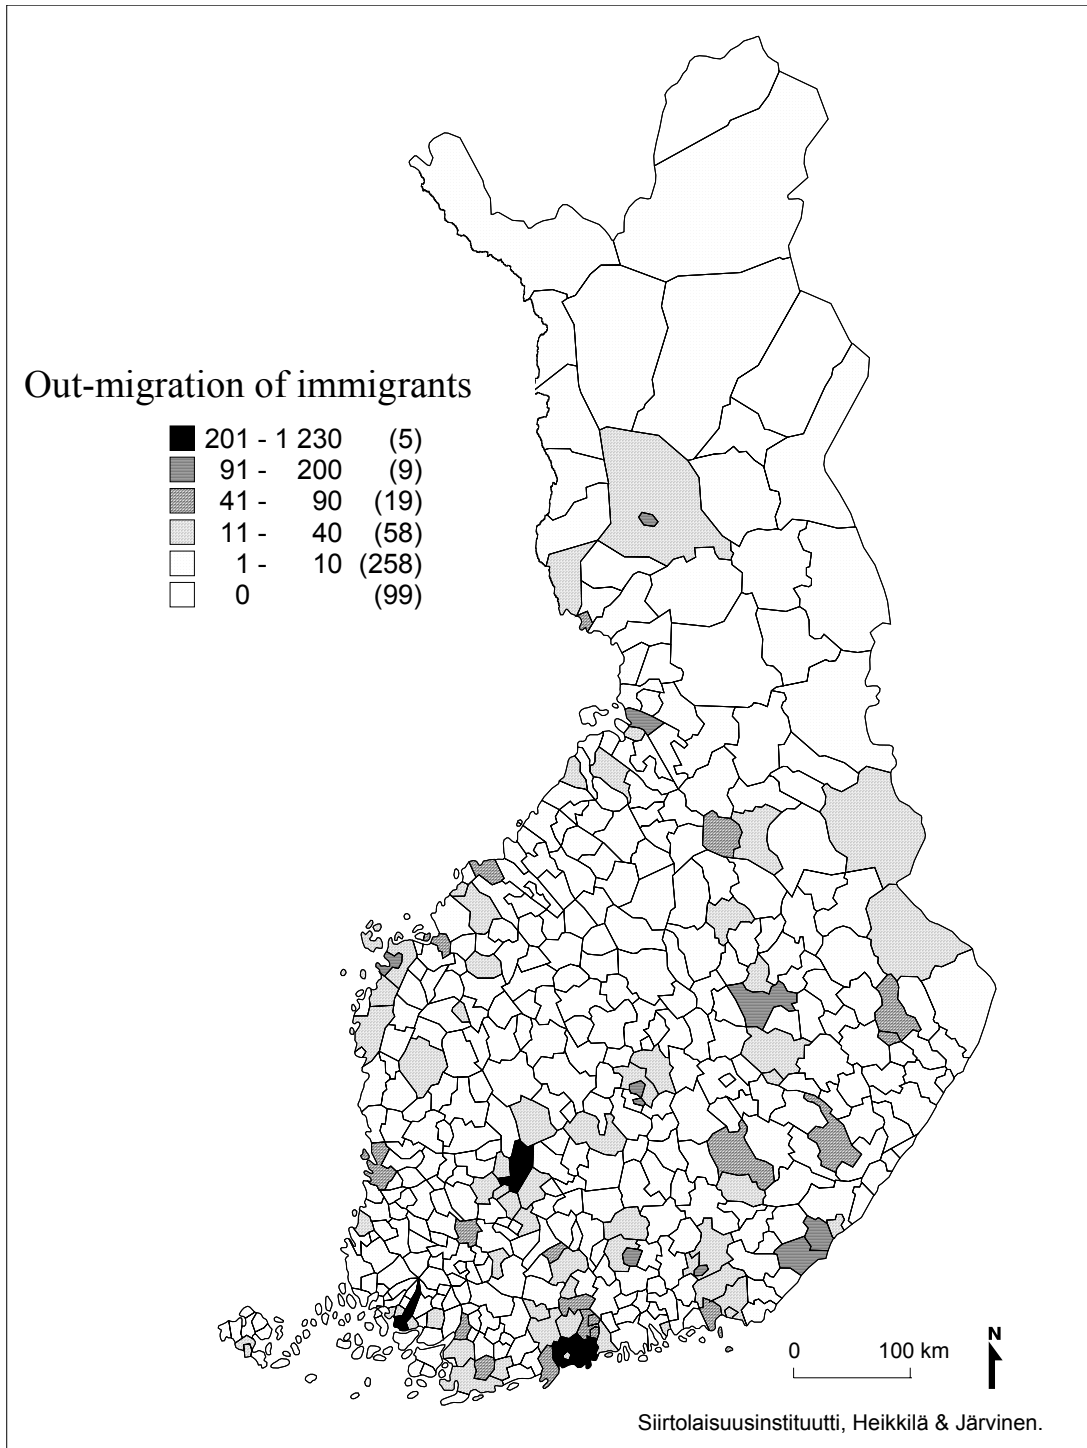 Out-migration of immigrants
201 - 1 230 (5)
91 - 200 (9)
41 - 90 (19)
11 - 40 (58)
1 - 10 (258)
0 (99)
N
0 100 km
Siirtolaisuusinstituutti, Heikkilä & Järvinen.